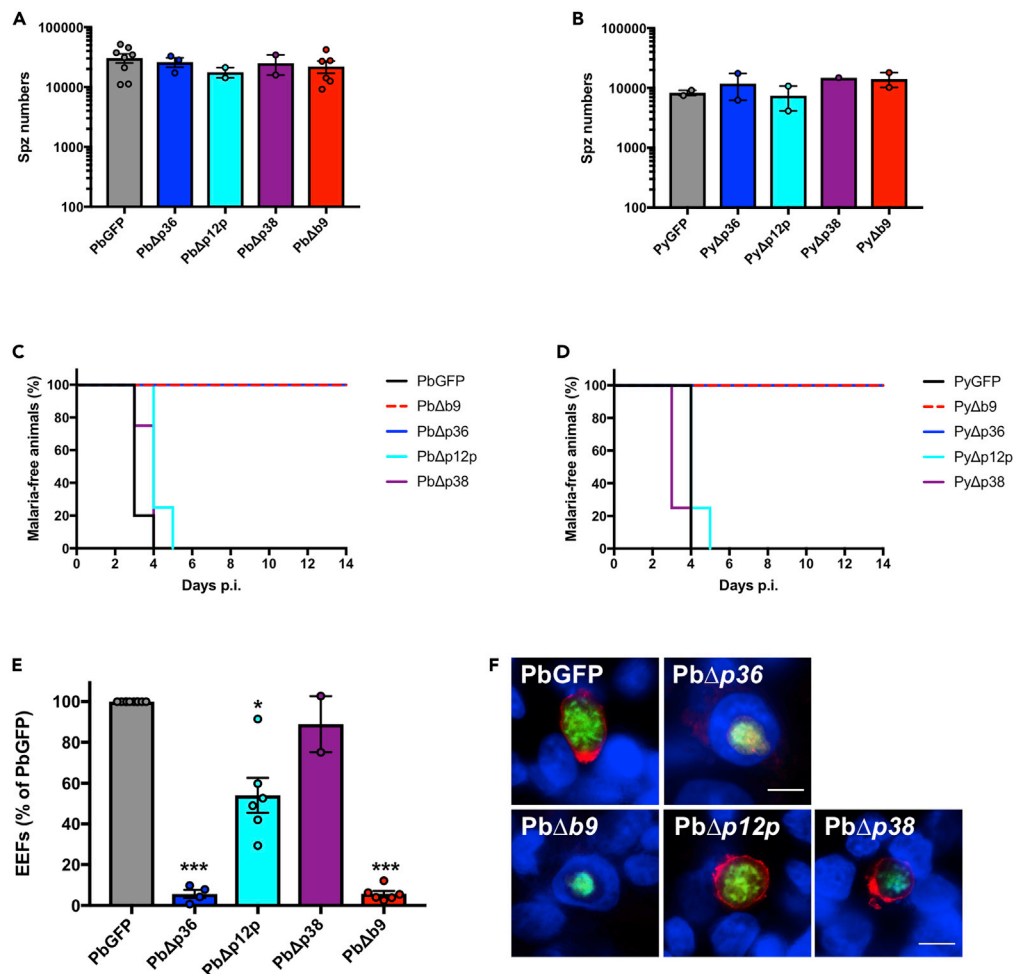 A
Spz numbers
100000
10000
1000
100
PbGFP
PbΔp36
PbΔp12p
PbΔp38
PbΔb9
B
Spz numbers
100000
10000
1000
100
PyGFP
PyΔp36
PyΔp12p
PyΔp38
PyΔb9
C
Malaria-free animals (%)
100
80
60
40
20
0
0 2 4 6 8 10 12 14
Days p.i.
PbGFP
PbΔb9
PbΔp36
PbΔp12p
PbΔp38
D
Malaria-free animals (%)
100
80
60
40
20
0
0 2 4 6 8 10 12 14
Days p.i.
PyGFP
PyΔb9
PyΔp36
PyΔp12p
PyΔp38
E
EEFs (% of PbGFP)
100
80
60
40
20
0
***
*
***
PbGFP
PbΔp36
PbΔp12p
PbΔp38
PbΔb9
F
PbGFP PbΔp36
PbΔb9 PbΔp12p PbΔp38